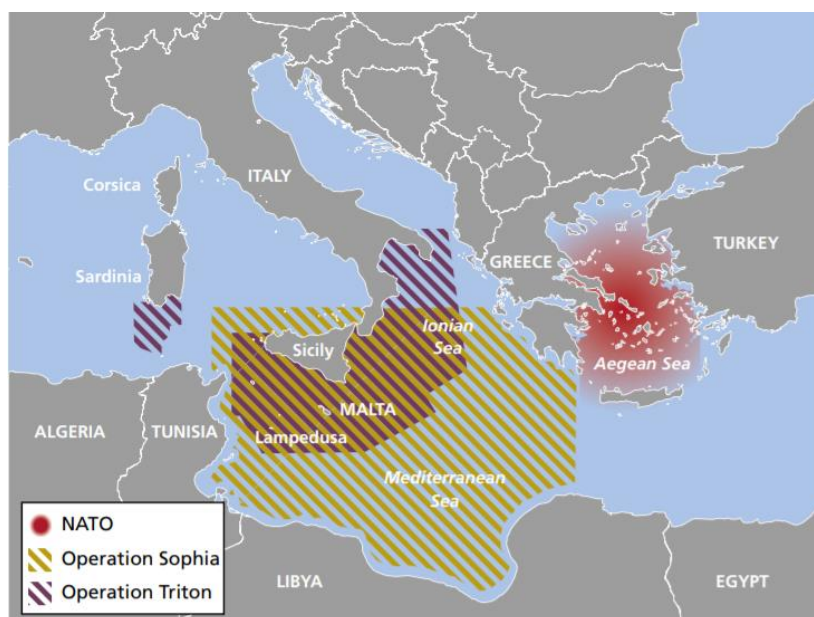 Corsica
ITALY
Sardinia
GREECE
TURKEY
Ionian
Sea
Sicily
Aegean Sea
MALTA
ALGERIA
TUNISIA
Lampedusa
Mediterranean
Sea
NATO
Operation Sophia
Operation Triton
LIBYA
EGYPT